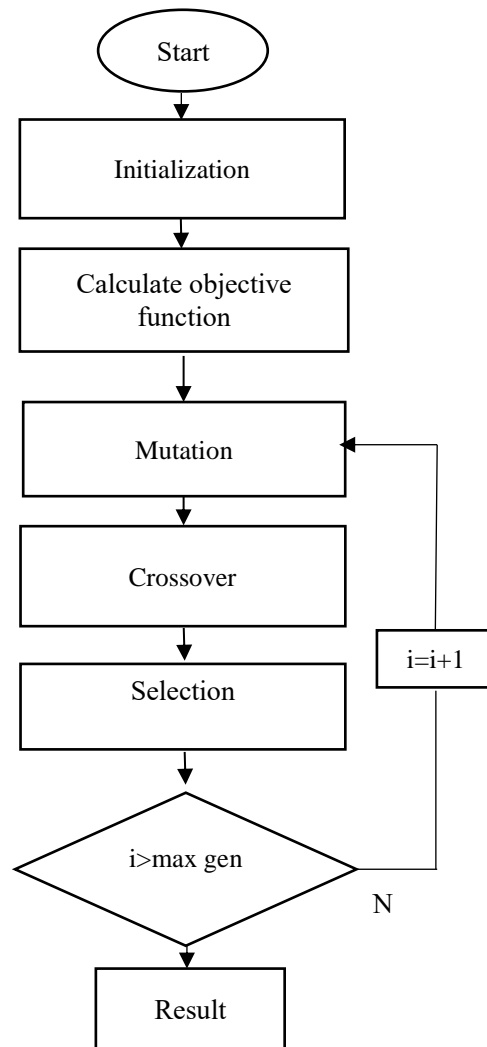 Start
Initialization
Calculate objective
function
Mutation
Crossover
Selection
i=i+1
i>max gen
N
Result